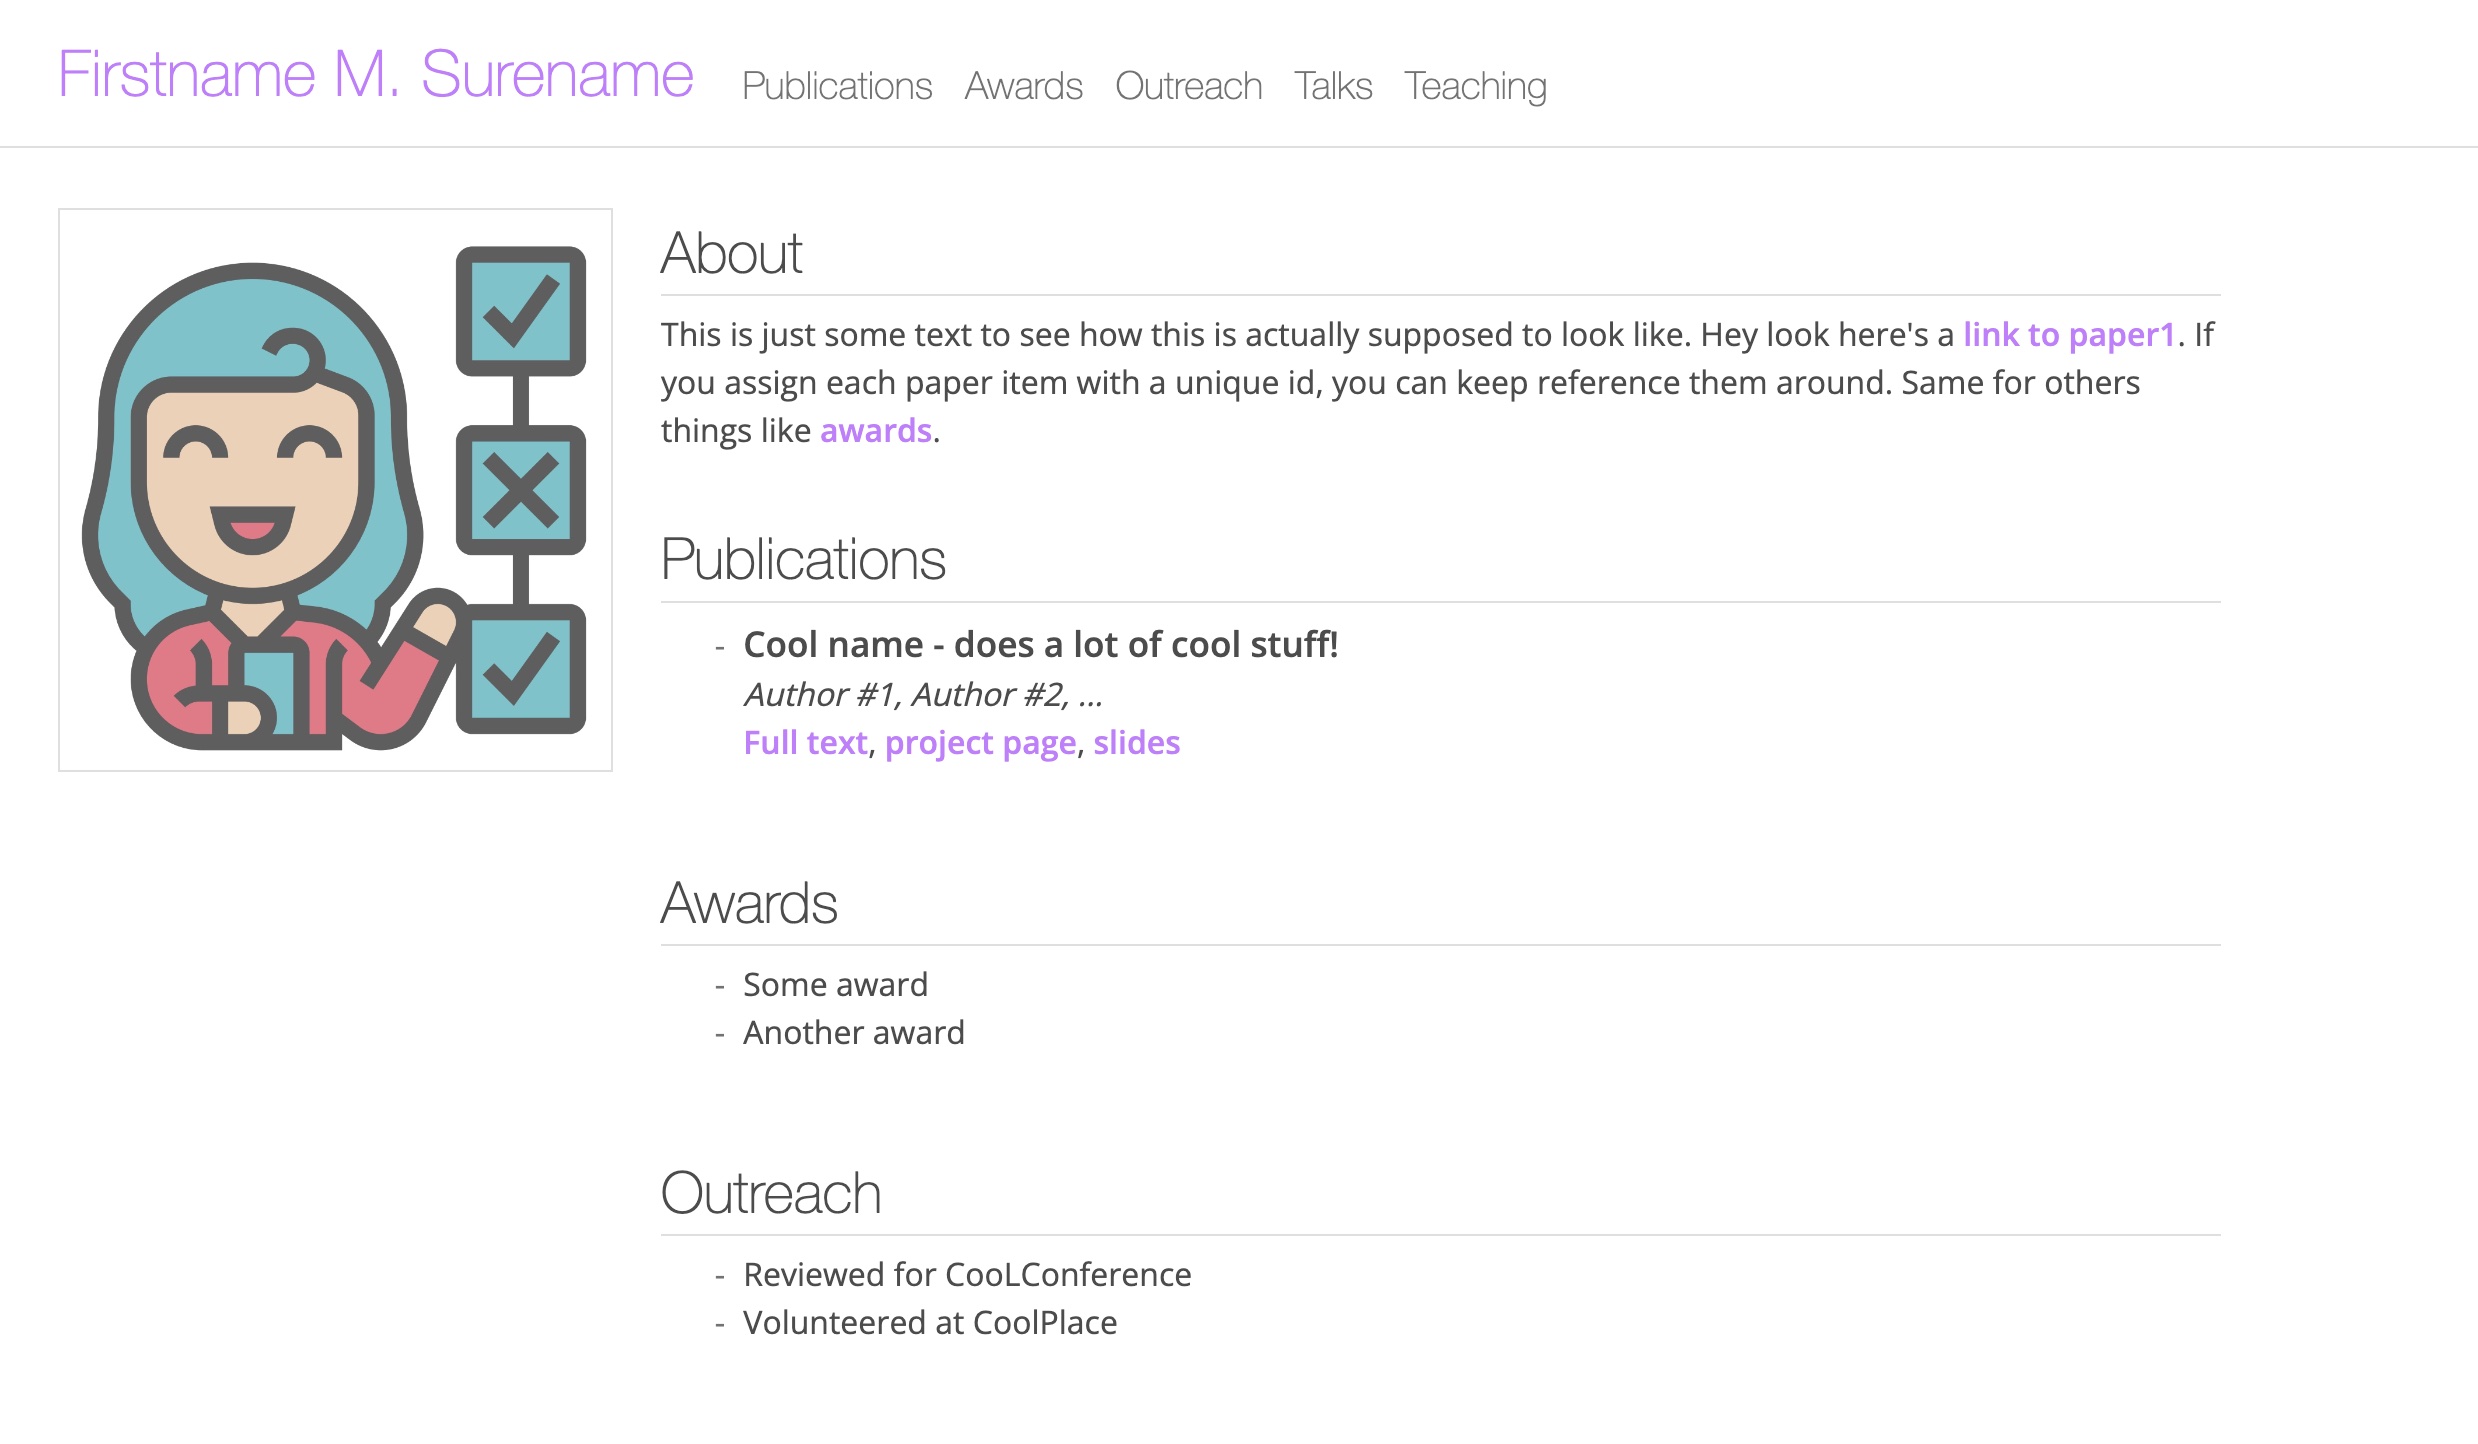 Firstname M. Surename
Publications Awards Outreach Talks Teaching
About
This is just some text to see how this is actually supposed to look like. Hey look here's a link to paper1. If
you assign each paper item with a unique id, you can keep reference them around. Same for others
things like awards.
Publications
- Cool name - does a lot of cool stuff!
Author #1, Author #2, ...
Full text, project page, slides
Awards
- Some award
- Another award
Outreach
- Reviewed for CooLConference
- Volunteered at CoolPlace